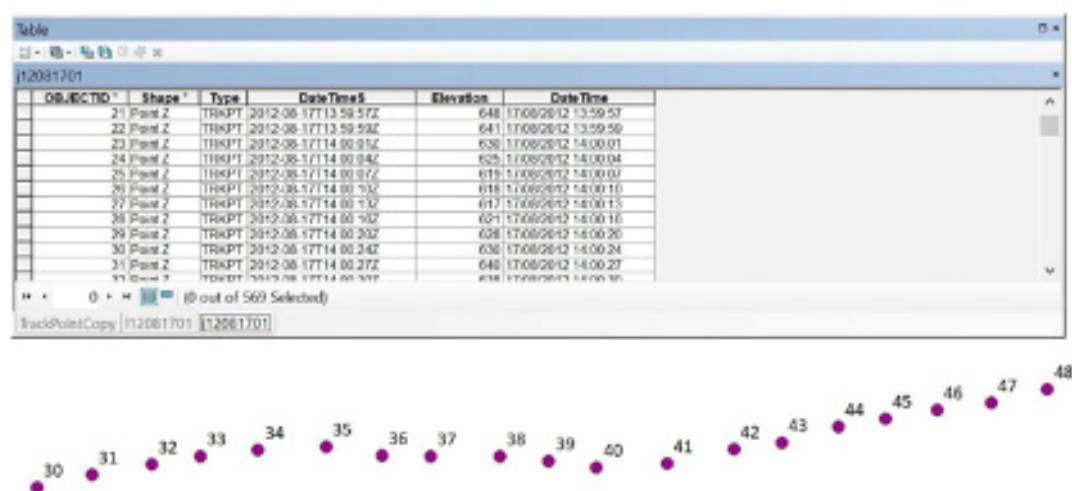 Table
j12081701
OBJECTID * Shape * Type DateTimeS Elevation DateTime
21 Point Z TRKPT 2012-08-17T13:59:57Z 648 17/08/2012 13:59:57
22 Point Z TRKPT 2012-08-17T13:59:59Z 641 17/08/2012 13:59:59
23 Point Z TRKPT 2012-08-17T14:00:01Z 630 17/08/2012 14:00:01
24 Point Z TRKPT 2012-08-17T14:00:04Z 625 17/08/2012 14:00:04
25 Point Z TRKPT 2012-08-17T14:00:07Z 619 17/08/2012 14:00:07
26 Point Z TRKPT 2012-08-17T14:00:10Z 618 17/08/2012 14:00:10
27 Point Z TRKPT 2012-08-17T14:00:13Z 617 17/08/2012 14:00:13
28 Point Z TRKPT 2012-08-17T14:00:16Z 621 17/08/2012 14:00:16
29 Point Z TRKPT 2012-08-17T14:00:20Z 17/08/2012 14:00:20
30 Point Z TRKPT 2012-08-17T14:00:24Z 630 17/08/2012 14:00:24
31 Point Z TRKPT 2012-08-17T14:00:27Z 640 17/08/2012 14:00:27
0 (0 out of 569 Selected)
TrackPointCopy l12081701 j12081701
30 31 32 33 34 35 36 37 38 39 40 41 42 43 44 45 46 47 48